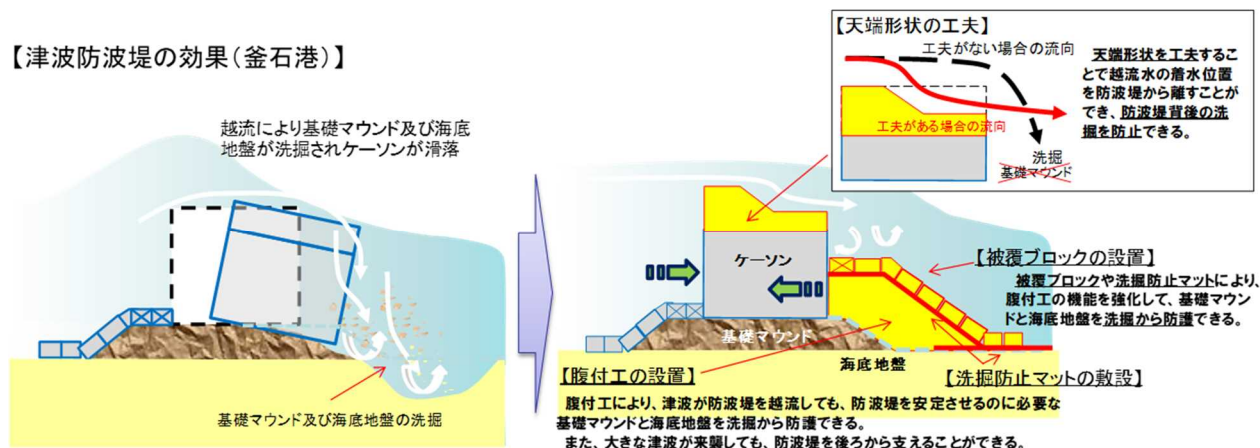 【津波防波堤の効果(釜石港)】
越流により基礎マウンド及び海底
地盤が洗掘されケーソンが滑落
基礎マウンド及び海底地盤の洗掘
【天端形状の工夫】
工夫がない場合の流向
工夫がある場合の流向
洗掘
基礎マウンド
天端形状を工夫するこ
とで越流水の着水位置
を防波堤から離すことが
でき、防波堤背後の洗
掘を防止できる。
ケーソン
基礎マウンド
海底地盤
【被覆ブロックの設置】
被覆ブロックや洗掘防止マットにより、
腹付工の機能を強化して、基礎マウン
ドと海底地盤を洗掘から防護できる。
【洗掘防止マットの敷設】
【腹付工の設置】
腹付工により、津波が防波堤を越流しても、防波堤を安定させるのに必要な
基礎マウンドと海底地盤を洗掘から防護できる。
また、大きな津波が来襲しても、防波堤を後ろから支えることができる。